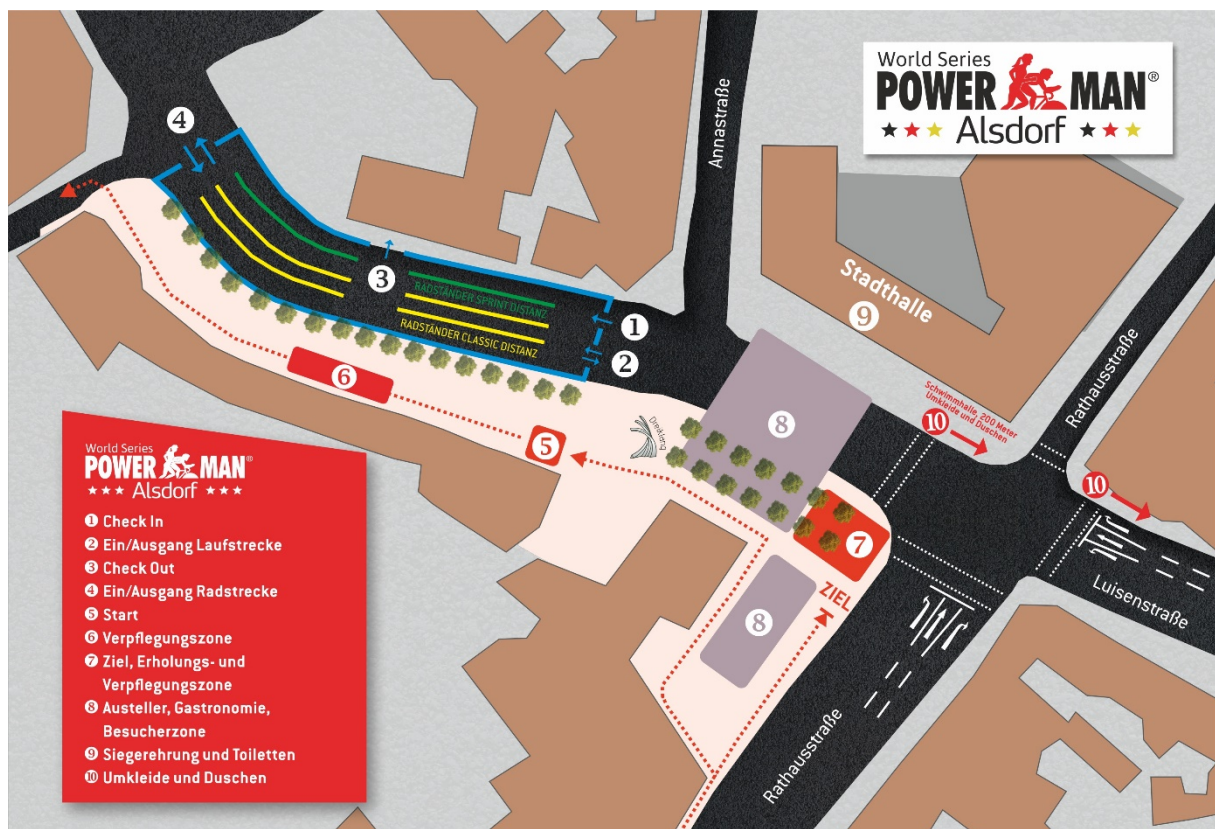 World Series
POWER MAN®
Alsdorf
4
Annastraße
3
RADSTÄNDER SPRINT DISTANZ
RADSTÄNDER CLASSIC DISTANZ
1
2
Stadthalle
9
Rathausstraße
6
8
Schwimmhalle, 200 Meter
Umkleide und Duschen
10
5
Dreiklang
10
7
ZIEL
8
Luisenstraße
Rathausstraße
World Series
POWER MAN®
Alsdorf
1 Check In
2 Ein/Ausgang Laufstrecke
3 Check Out
4 Ein/Ausgang Radstrecke
5 Start
6 Verpflegungszone
7 Ziel, Erholungs- und
Verpflegungszone
8 Austeller, Gastronomie,
Besucherzone
9 Siegerehrung und Toiletten
10 Umkleide und Duschen